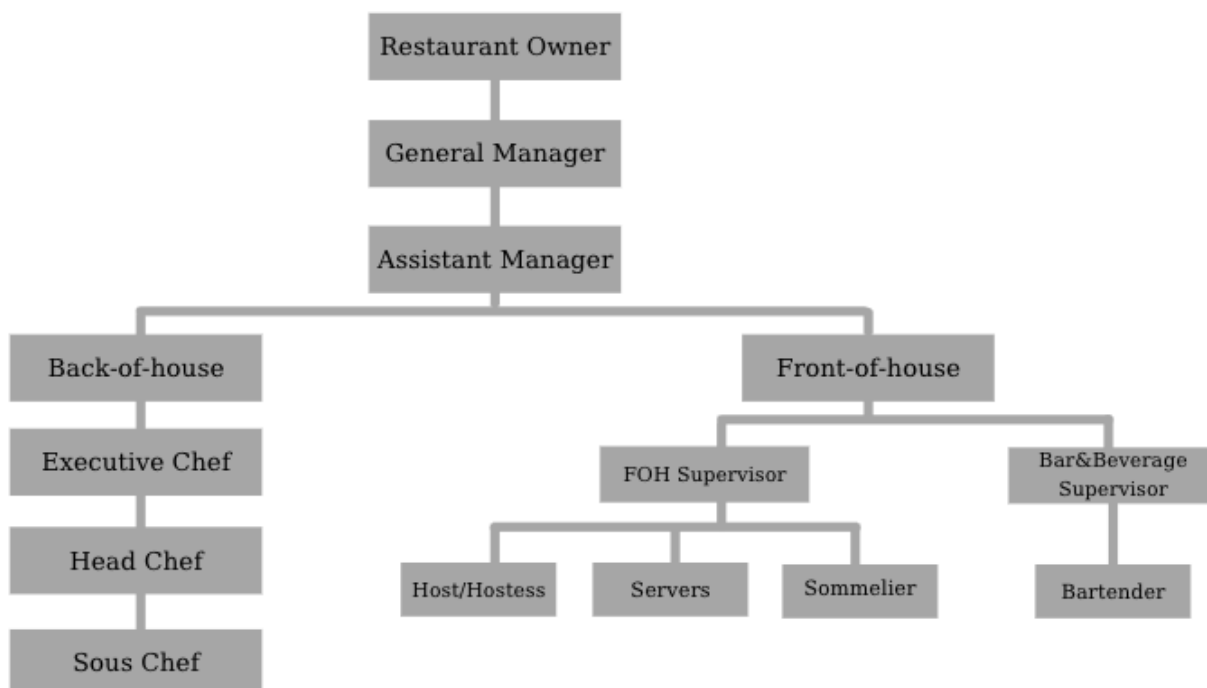 Restaurant Owner
General Manager
Assistant Manager
Back-of-house
Front-of-house
Executive Chef
FOH Supervisor
Bar&Beverage
Supervisor
Head Chef
Host/Hostess
Servers
Sommelier
Bartender
Sous Chef